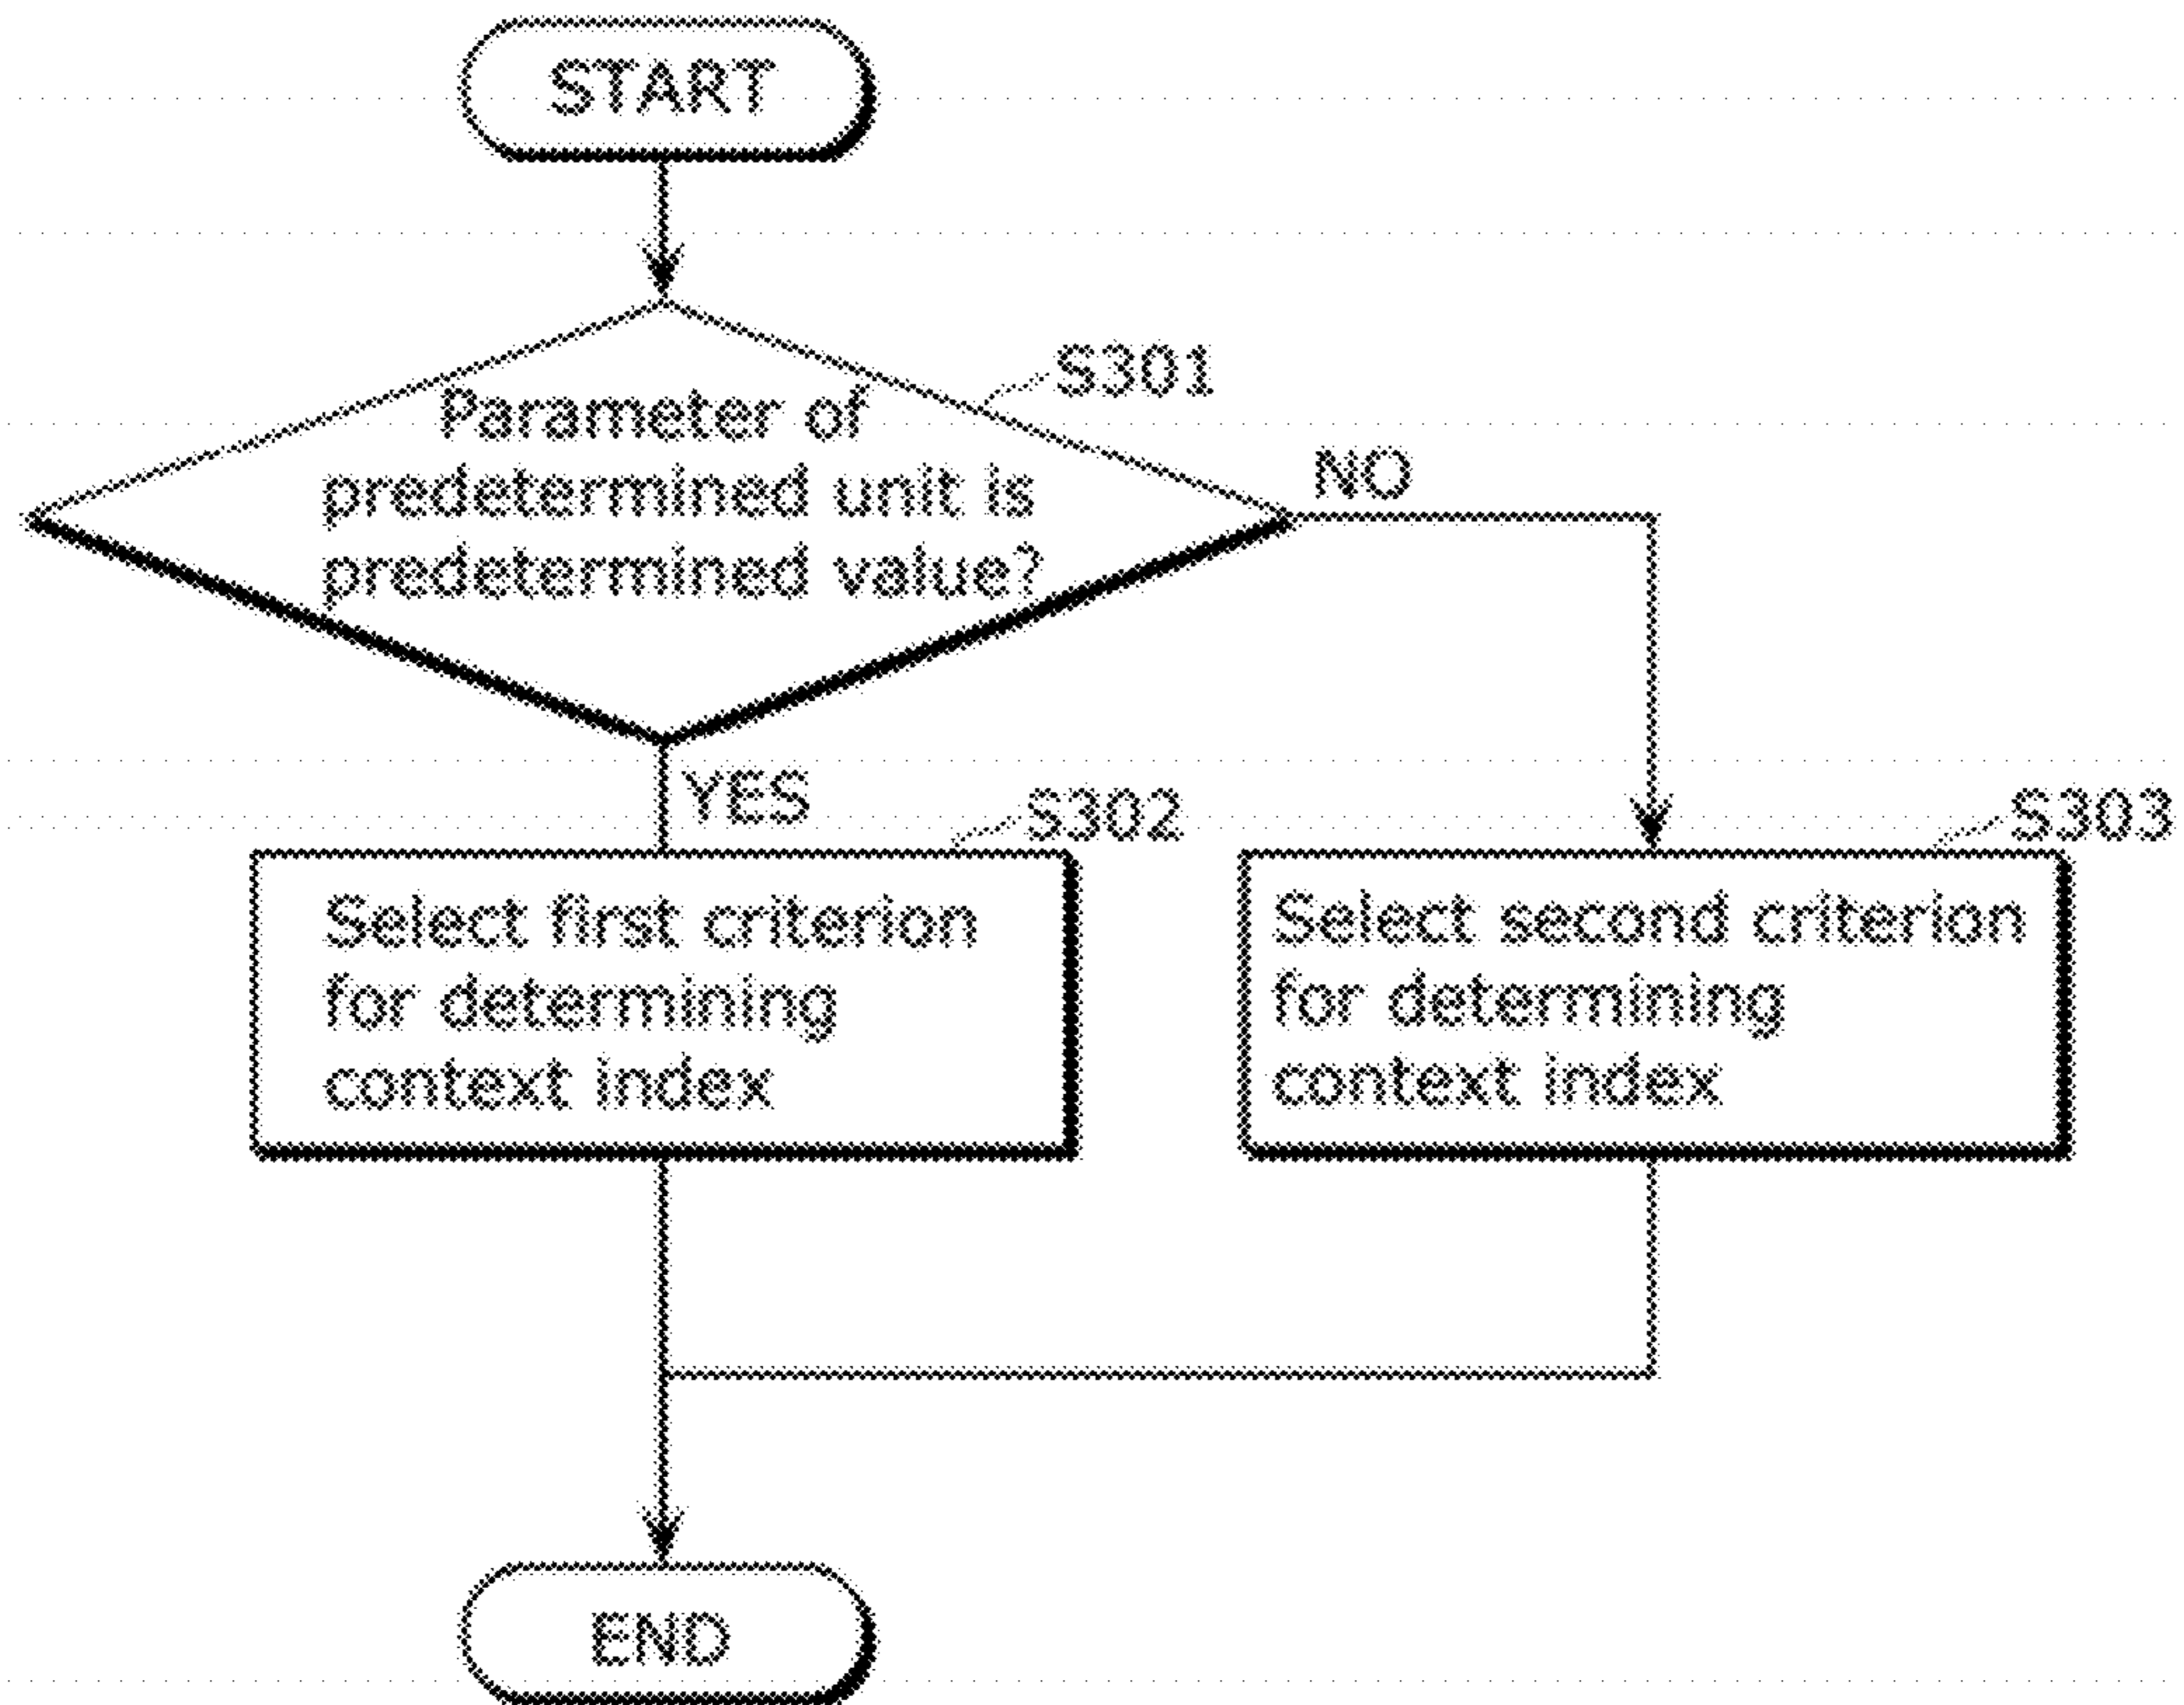 START
S301
Parameter of
predetermined unit is
predetermined value?
NO
YES
S302
Select first criterion
for determining
context index
S303
Select second criterion
for determining
context index
END